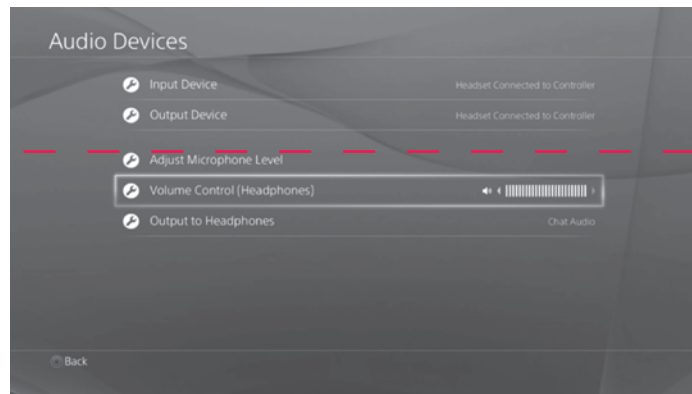 Audio Devices
Input Device Headset Connected to Controller
Output Device Headset Connected to Controller
Adjust Microphone Level
Volume Control (Headphones)
Output to Headphones Chat Audio
Back